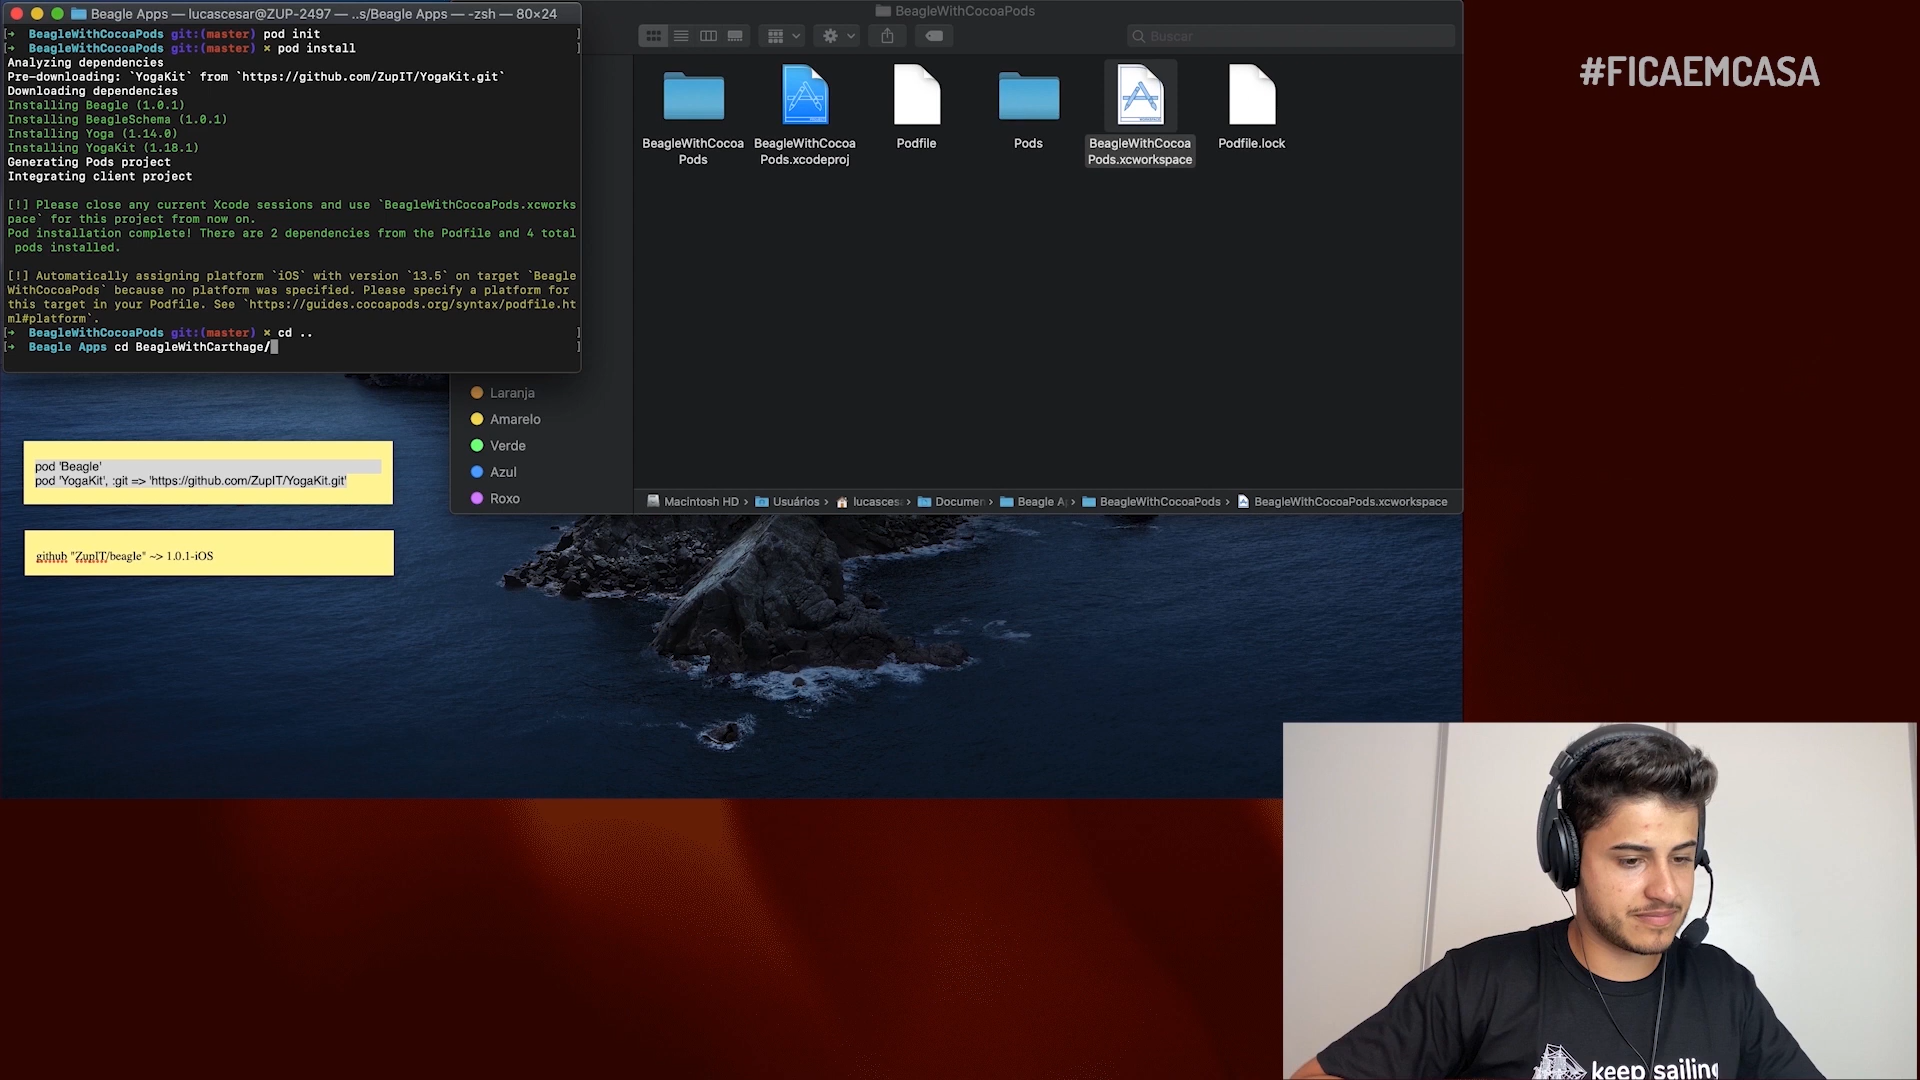 Beagle Apps — lucascesar@ZUP-2497 — ..s/Beagle Apps — -zsh — 80×24
[➜  BeagleWithCocoaPods git:(master) pod init ]
[➜  BeagleWithCocoaPods git:(master) × pod install ]
Analyzing dependencies
Pre-downloading: `YogaKit` from `https://github.com/ZupIT/YogaKit.git`
Downloading dependencies
Installing Beagle (1.0.1)
Installing BeagleSchema (1.0.1)
Installing Yoga (1.14.0)
Installing YogaKit (1.18.1)
Generating Pods project
Integrating client project
[!] Please close any current Xcode sessions and use `BeagleWithCocoaPods.xcworks
pace` for this project from now on.
Pod installation complete! There are 2 dependencies from the Podfile and 4 total
 pods installed.
[!] Automatically assigning platform `iOS` with version `13.5` on target `Beagle
WithCocoaPods` because no platform was specified. Please specify a platform for
this target in your Podfile. See `https://guides.cocoapods.org/syntax/podfile.ht
ml#platform`.
[➜  BeagleWithCocoaPods git:(master) × cd .. ]
[➜  Beagle Apps cd BeagleWithCarthage/ ]
BeagleWithCocoaPods
Buscar
BeagleWithCocoa
Pods
BeagleWithCocoa
Pods.xcodeproj
Podfile
Pods
BeagleWithCocoa
Pods.xcworkspace
Podfile.lock
Laranja
Amarelo
Verde
Azul
Roxo
Macintosh HD › Usuários › lucasces › Documen › Beagle A › BeagleWithCocoaPods › BeagleWithCocoaPods.xcworkspace
pod 'Beagle'
pod 'YogaKit', :git => 'https://github.com/ZupIT/YogaKit.git'
github "ZupIT/beagle" ~> 1.0.1-iOS
#FICAEMCASA
keep sailing